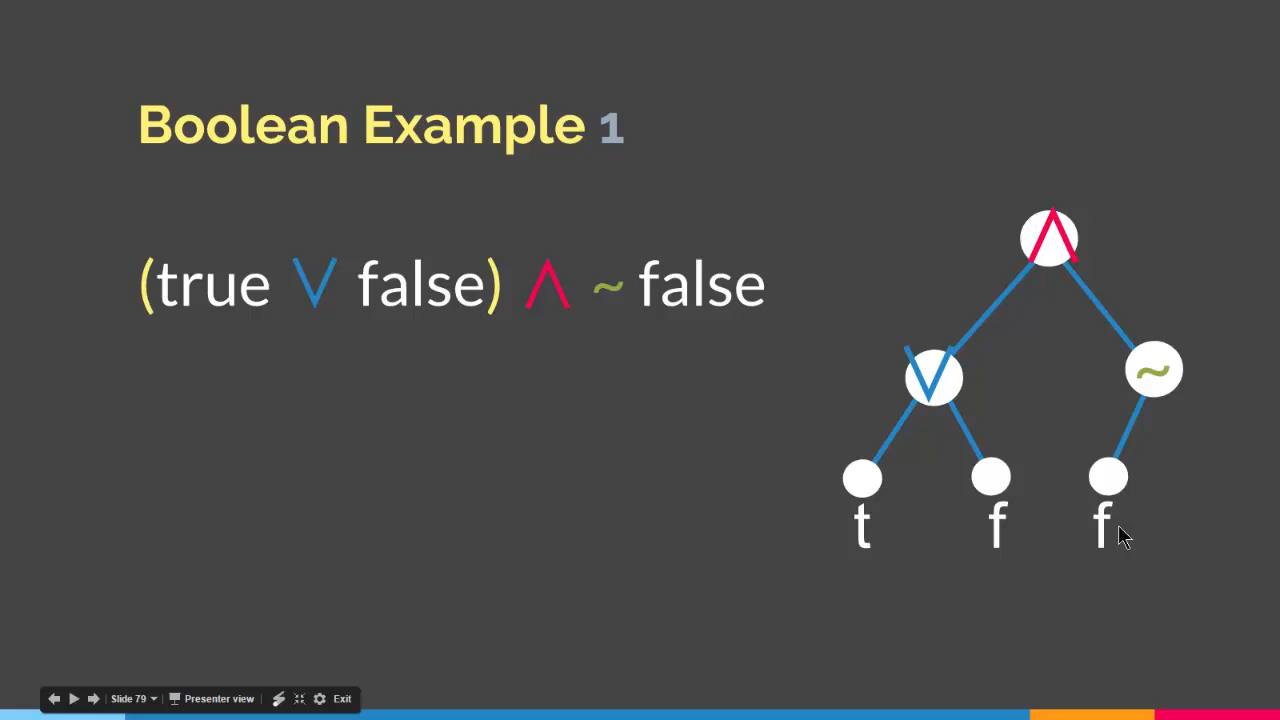 Boolean Example 1
(true ∨ false) ∧ ~ false
∧
∨ ~
t f f
Slide 79 Presenter view Exit